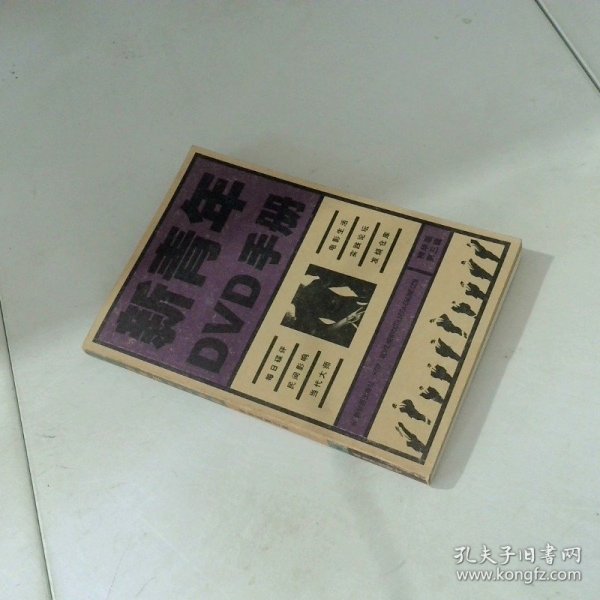 新青年
DVD手册
电影生活
实践论坛
发烧仓库
每日猛评
民间影响
当代大师
孔夫子旧书网
www.kongfz.com